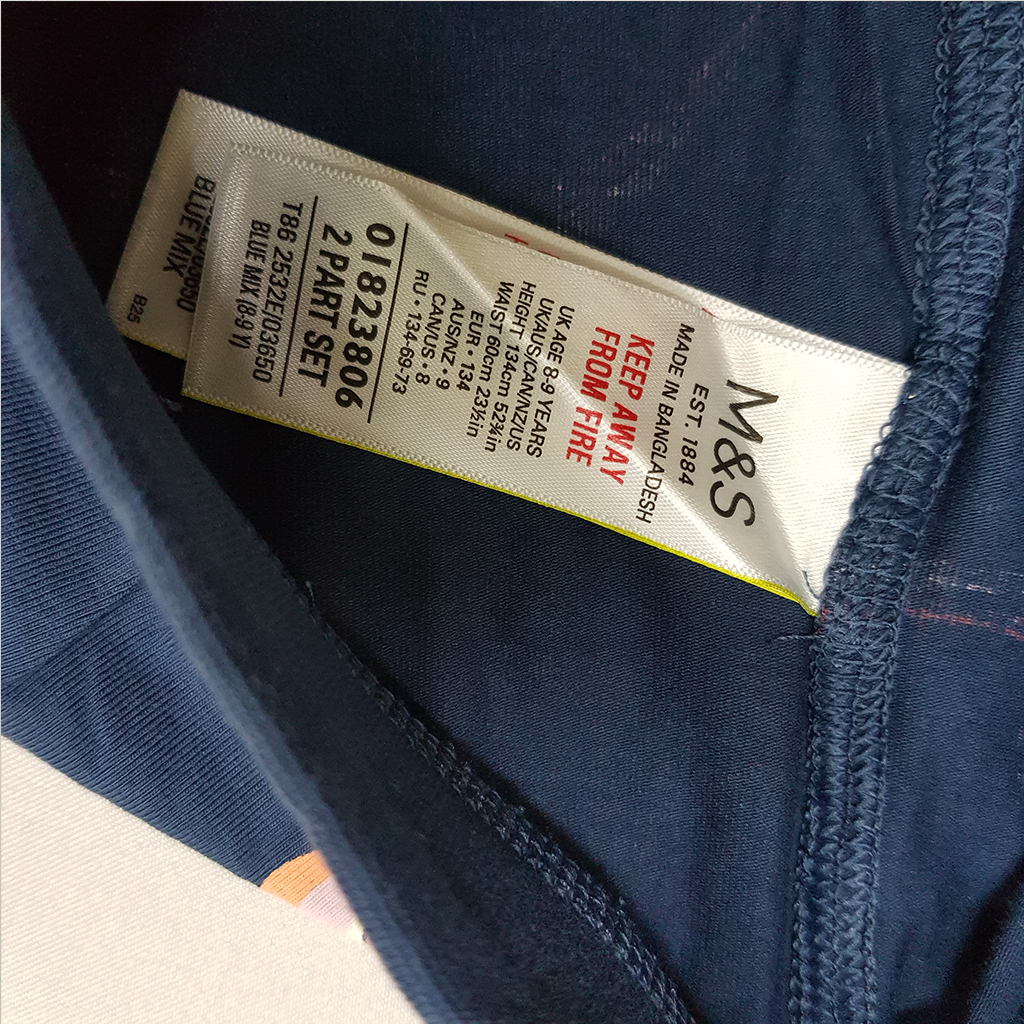 M&S
EST. 1884
MADE IN BANGLADESH
KEEP AWAY
FROM FIRE
UK AGE 8-9 YEARS
UK/AUS/CAN/NZ/US
HEIGHT 134cm 52¾in
WAIST 60cm 23½in
EUR • 134
AUS/NZ • 9
CAN/US • 8
RU • 134-69-73
01823806
2 PART SET
T86 2532E/03650
BLUE MIX (8-9 Y)
BLUE MIX
B25